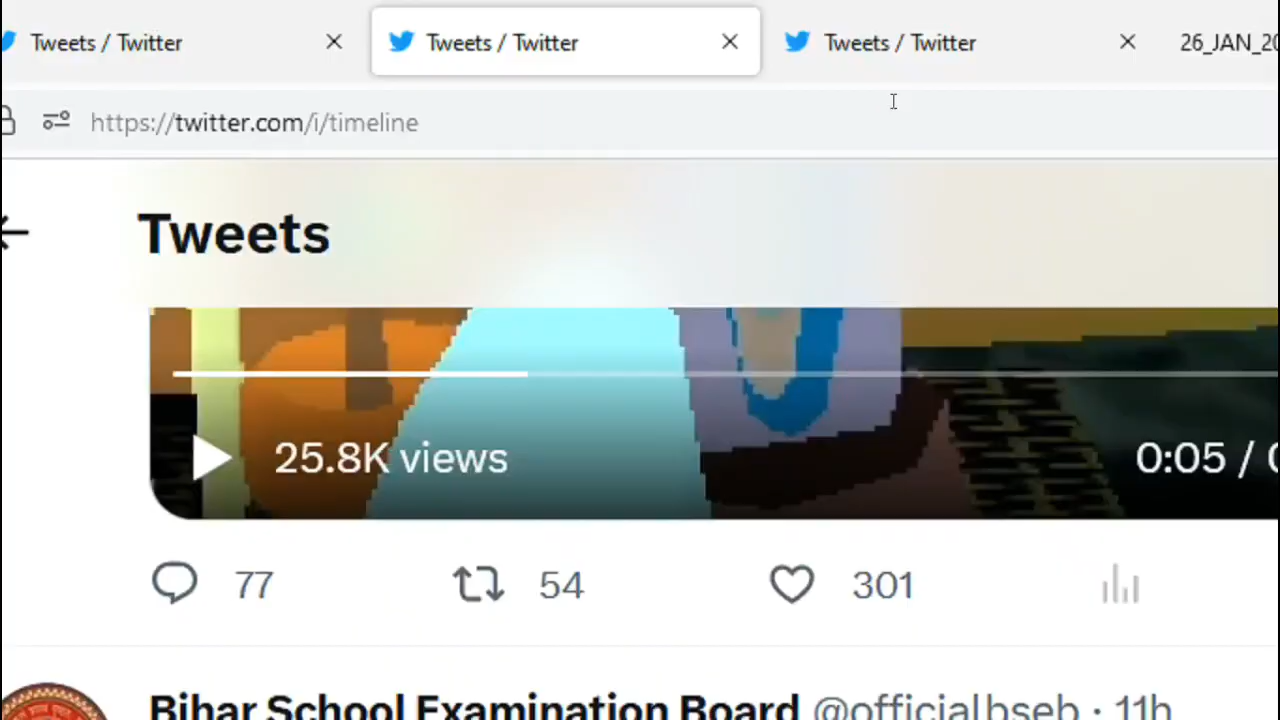 Tweets / Twitter
Tweets / Twitter
Tweets / Twitter
26_JAN_20
https://twitter.com/i/timeline
Tweets
25.8K views
0:05 /
77
54
301
Bihar School Examination Board @officialbseb · 11h